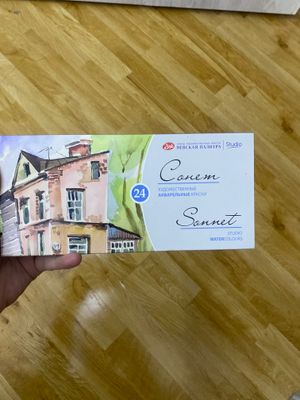 НЕВСКАЯ ПАЛИТРА
Studio
24
Сонет
ХУДОЖЕСТВЕННЫЕ
АКВАРЕЛЬНЫЕ КРАСКИ
Sonnet
STUDIO
WATERCOLOURS